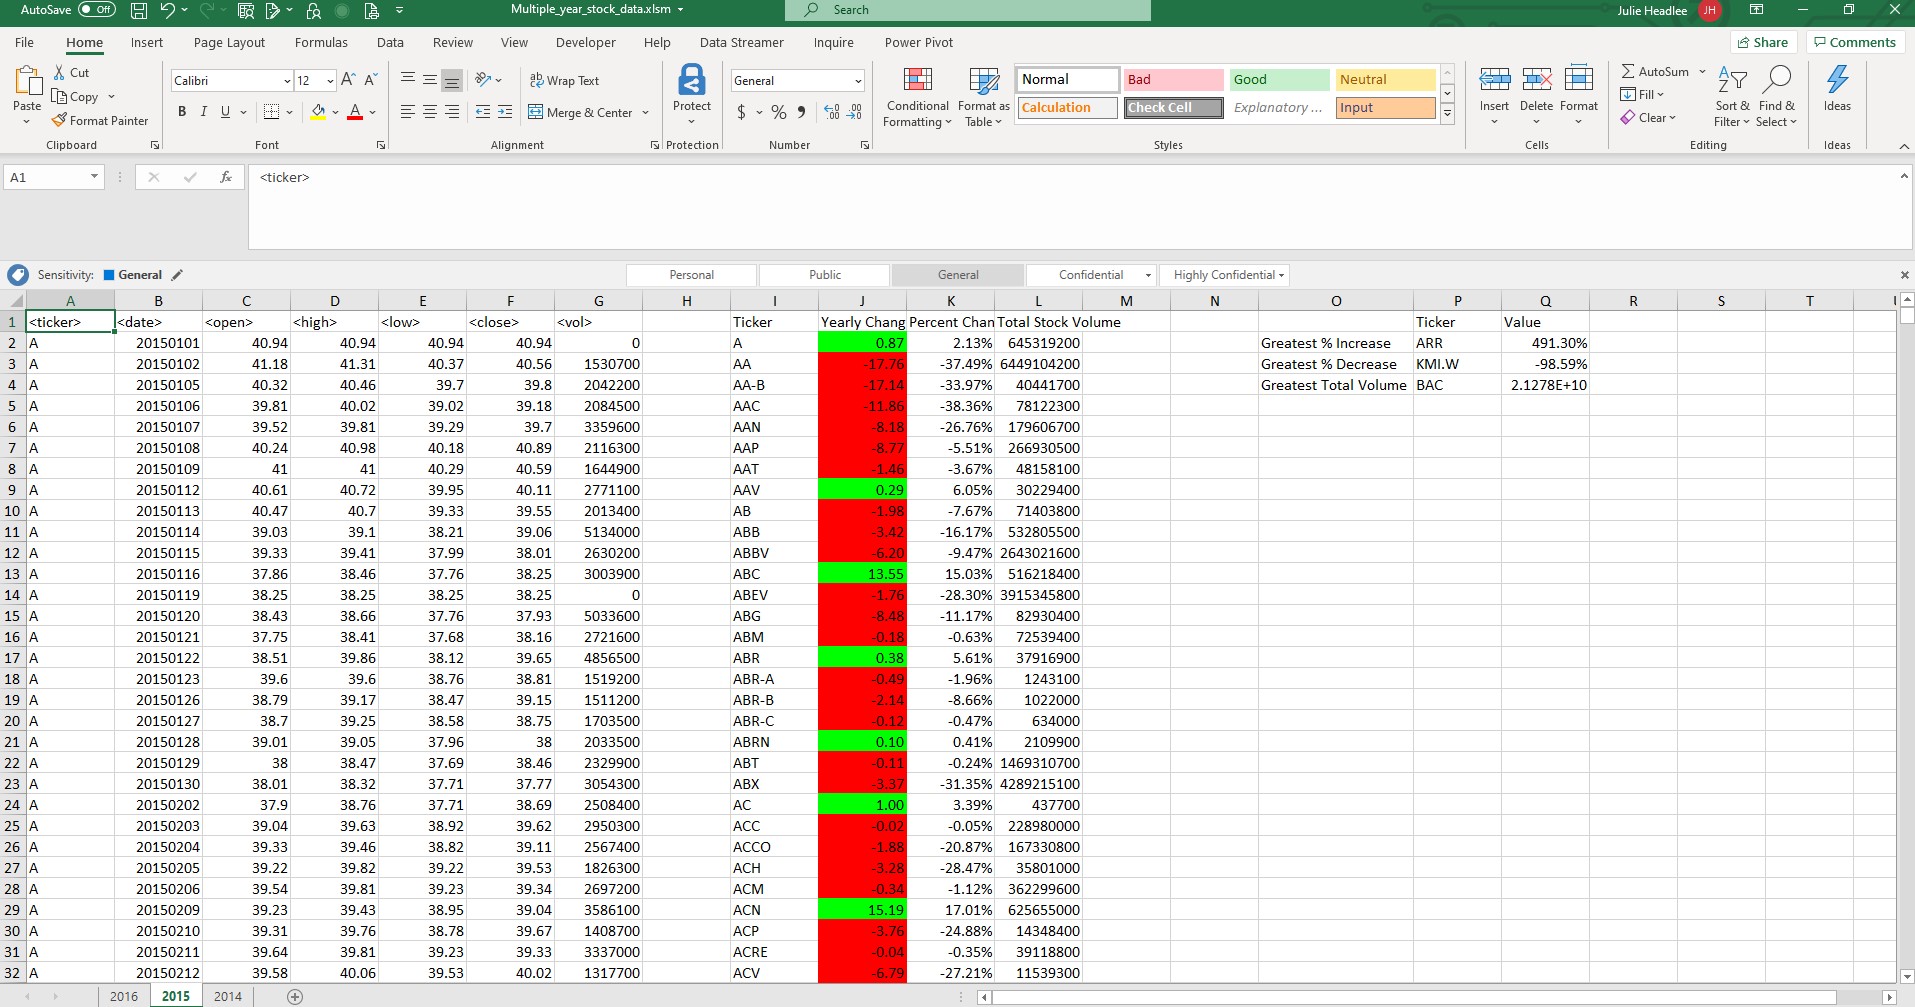 AutoSave Off Multiple_year_stock_data.xlsm Search Julie Headlee JH
File Home Insert Page Layout Formulas Data Review View Developer Help Data Streamer Inquire Power Pivot Share Comments
Cut Calibri 12 Wrap Text General Normal Bad Good Neutral AutoSum
Paste Copy Protect Conditional Format as Insert Delete Format Fill Sort & Find & Ideas
Format Painter B I U A Merge & Center $ % Formatting Table Calculation Check Cell Explanatory ... Input Clear Filter Select
Clipboard Font Alignment Protection Number Styles Cells Editing Ideas
A1 fx <ticker>
Sensitivity: General Personal Public General Confidential Highly Confidential
A B C D E F G H I J K L M N O P Q R S T
1 <ticker> <date> <open> <high> <low> <close> <vol> Ticker Yearly Chang Percent Chan Total Stock Volume Ticker Value
2 A 20150101 40.94 40.94 40.94 40.94 0 A 0.87 2.13% 645319200 Greatest % Increase ARR 491.30%
3 A 20150102 41.18 41.31 40.37 40.56 1530700 AA -17.76 -37.49% 6449104200 Greatest % Decrease KMI.W -98.59%
4 A 20150105 40.32 40.46 39.7 39.8 2042200 AA-B -17.14 -33.97% 40441700 Greatest Total Volume BAC 2.1278E+10
5 A 20150106 39.81 40.02 39.02 39.18 2084500 AAC -11.86 -38.36% 78122300
6 A 20150107 39.52 39.81 39.29 39.7 3359600 AAN -8.18 -26.76% 179606700
7 A 20150108 40.24 40.98 40.18 40.89 2116300 AAP -8.77 -5.51% 266930500
8 A 20150109 41 41 40.29 40.59 1644900 AAT -1.46 -3.67% 48158100
9 A 20150112 40.61 40.72 39.95 40.11 2771100 AAV 0.29 6.05% 30229400
10 A 20150113 40.47 40.7 39.33 39.55 2013400 AB -1.98 -7.67% 71403800
11 A 20150114 39.03 39.1 38.21 39.06 5134000 ABB -3.42 -16.17% 532805500
12 A 20150115 39.33 39.41 37.99 38.01 2630200 ABBV -6.20 -9.47% 2643021600
13 A 20150116 37.86 38.46 37.76 38.25 3003900 ABC 13.55 15.03% 516218400
14 A 20150119 38.25 38.25 38.25 38.25 0 ABEV -1.76 -28.30% 3915345800
15 A 20150120 38.43 38.66 37.76 37.93 5033600 ABG -8.48 -11.17% 82930400
16 A 20150121 37.75 38.41 37.68 38.16 2721600 ABM -0.18 -0.63% 72539400
17 A 20150122 38.51 39.86 38.12 39.65 4856500 ABR 0.38 5.61% 37916900
18 A 20150123 39.6 39.6 38.76 38.81 1519200 ABR-A -0.49 -1.96% 1243100
19 A 20150126 38.79 39.17 38.47 39.15 1511200 ABR-B -2.14 -8.66% 1022000
20 A 20150127 38.7 39.25 38.58 38.75 1703500 ABR-C -0.12 -0.47% 634000
21 A 20150128 39.01 39.05 37.96 38 2033500 ABRN 0.10 0.41% 2109900
22 A 20150129 38 38.47 37.69 38.46 2329900 ABT -0.11 -0.24% 1469310700
23 A 20150130 38.01 38.32 37.71 37.77 3054300 ABX -3.37 -31.35% 4289215100
24 A 20150202 37.9 38.76 37.71 38.69 2508400 AC 1.00 3.39% 437700
25 A 20150203 39.04 39.63 38.92 39.62 2950300 ACC -0.02 -0.05% 228980000
26 A 20150204 39.33 39.46 38.82 39.11 2567400 ACCO -1.88 -20.87% 167330800
27 A 20150205 39.22 39.82 39.22 39.53 1826300 ACH -3.28 -28.47% 35801000
28 A 20150206 39.54 39.81 39.23 39.34 2697200 ACM -0.34 -1.12% 362299600
29 A 20150209 39.23 39.43 38.95 39.04 3586100 ACN 15.19 17.01% 625655000
30 A 20150210 39.31 39.76 38.78 39.67 1408700 ACP -3.76 -24.88% 14348400
31 A 20150211 39.64 39.81 39.23 39.33 3337000 ACRE -0.04 -0.35% 39118800
32 A 20150212 39.58 40.06 39.53 40.02 1317700 ACV -6.79 -27.21% 11539300
2016 2015 2014